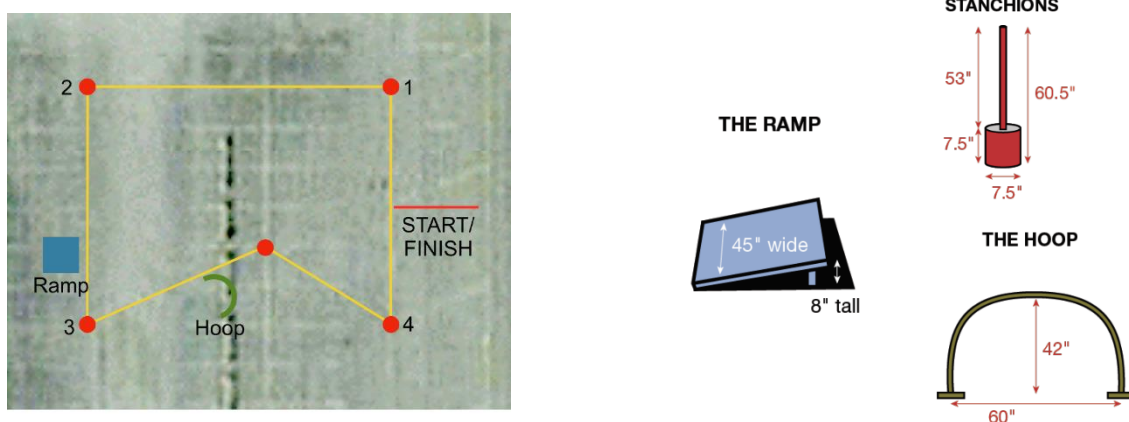 2
1
START/
FINISH
Ramp
3
Hoop
4
THE RAMP
45" wide
8" tall
STANCHIONS
53"
60.5"
7.5"
7.5"
THE HOOP
42"
60"